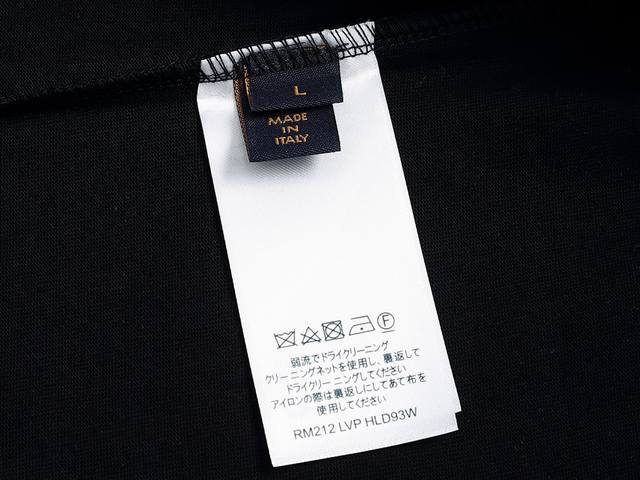 L
MADE
IN
ITALY
弱流でドライクリーニング
クリーニングネットを使用し、裏返して
ドライクリーニングしてください
アイロンの際は裏返しにしてあて布を
使用してください
RM212 LVP HLD93W